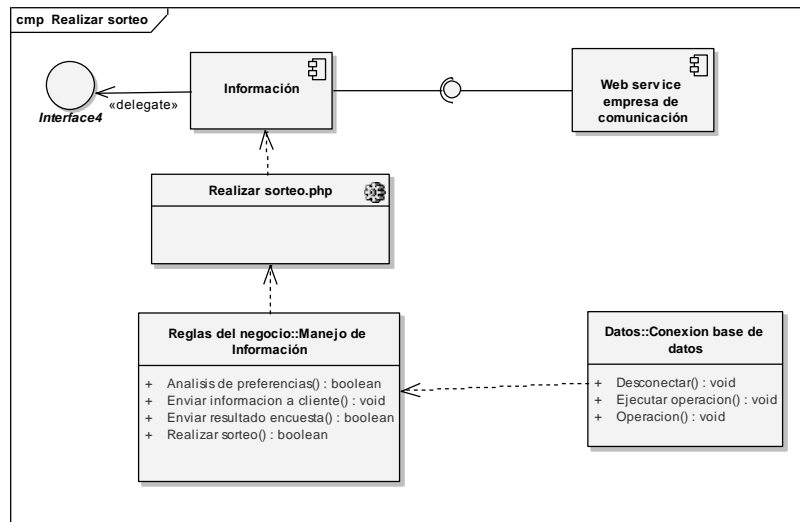 cmp Realizar sorteo
Interface4
«delegate»
Información
Web service
empresa de
comunicación
Realizar sorteo.php
Reglas del negocio::Manejo de
Información
+ Analisis de preferencias() : boolean
+ Enviar informacion a cliente() : void
+ Enviar resultado encuesta() : boolean
+ Realizar sorteo() : boolean
Datos::Conexion base de
datos
+ Desconectar() : void
+ Ejecutar operacion() : void
+ Operacion() : void